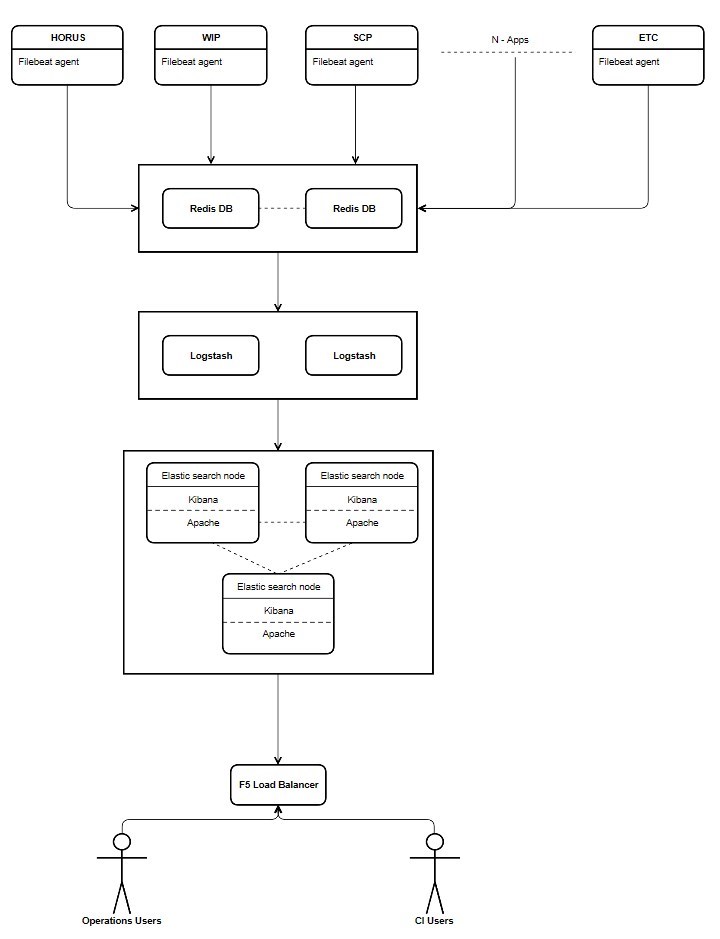 HORUS
Filebeat agent
WIP
Filebeat agent
SCP
Filebeat agent
N - Apps
ETC
Filebeat agent
Redis DB
Redis DB
Logstash
Logstash
Elastic search node
Kibana
Apache
Elastic search node
Kibana
Apache
Elastic search node
Kibana
Apache
F5 Load Balancer
Operations Users
CI Users